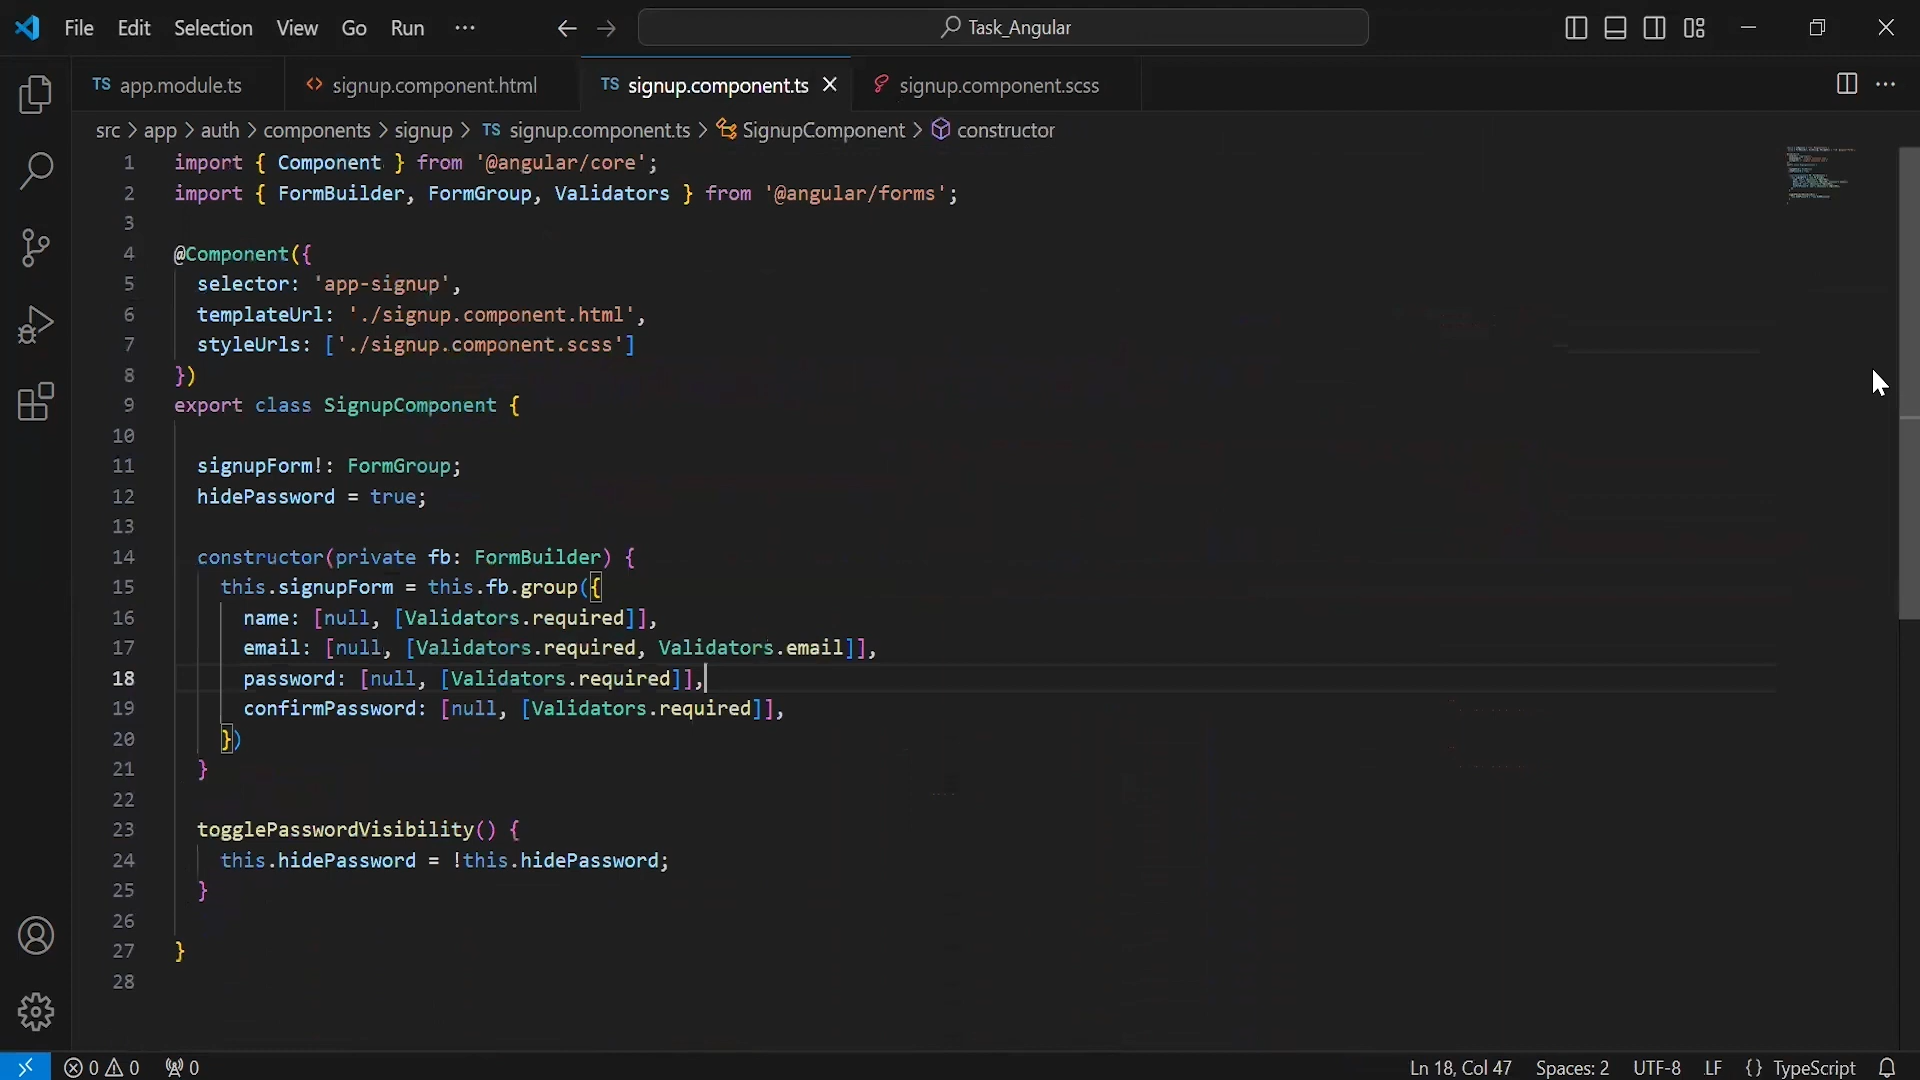 File Edit Selection View Go Run ··· Task_Angular
TS app.module.ts <> signup.component.html TS signup.component.ts signup.component.scss
src > app > auth > components > signup > TS signup.component.ts > SignupComponent > constructor
1 import { Component } from '@angular/core';
2 import { FormBuilder, FormGroup, Validators } from '@angular/forms';
3
4 @Component({
5 selector: 'app-signup',
6 templateUrl: './signup.component.html',
7 styleUrls: ['./signup.component.scss']
8 })
9 export class SignupComponent {
10
11 signupForm!: FormGroup;
12 hidePassword = true;
13
14 constructor(private fb: FormBuilder) {
15 this.signupForm = this.fb.group({
16 name: [null, [Validators.required]],
17 email: [null, [Validators.required, Validators.email]],
18 password: [null, [Validators.required]],
19 confirmPassword: [null, [Validators.required]],
20 })
21 }
22
23 togglePasswordVisibility() {
24 this.hidePassword = !this.hidePassword;
25 }
26
27 }
28
0 0 0 Ln 18, Col 47 Spaces: 2 UTF-8 LF {} TypeScript